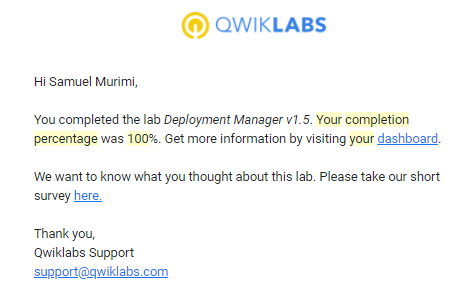 QWIKLABS
Hi Samuel Murimi,
You completed the lab Deployment Manager v1.5. Your completion
percentage was 100%. Get more information by visiting your dashboard.
We want to know what you thought about this lab. Please take our short
survey here.
Thank you,
Qwiklabs Support
support@qwiklabs.com